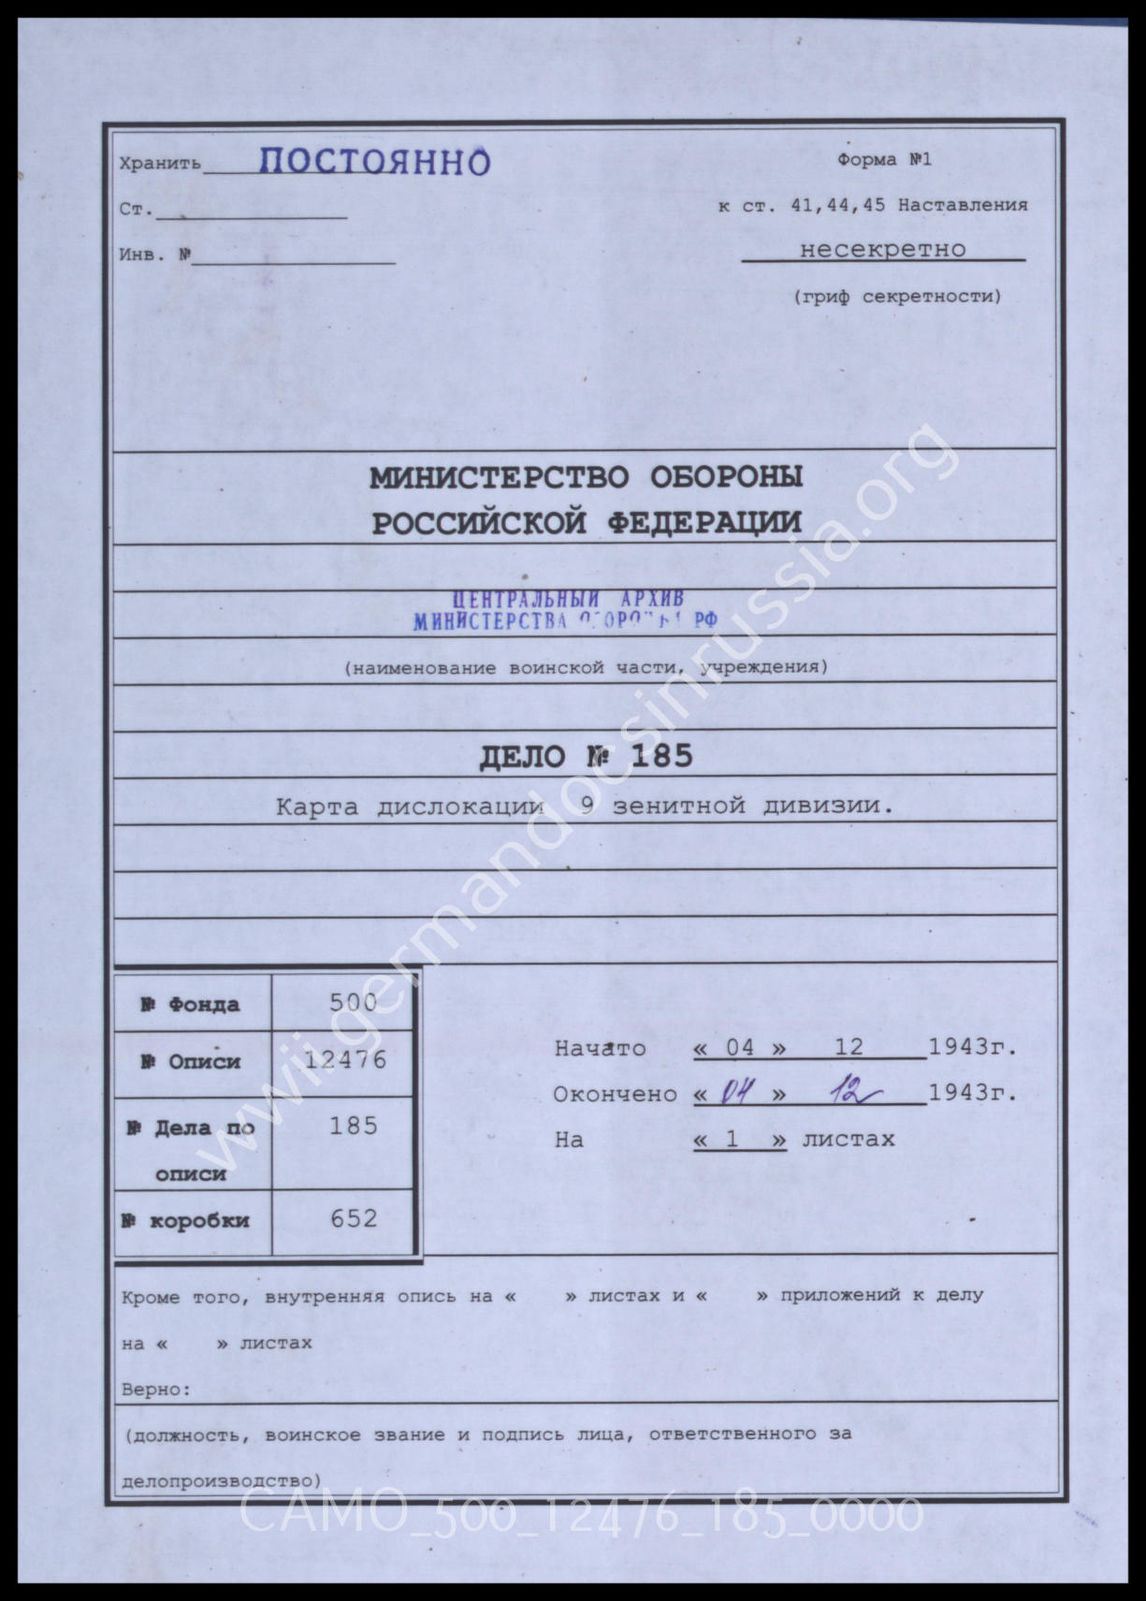 Хранить ПОСТОЯННО
Форма №1
Ст.
к ст. 41,44,45 Наставления
Инв. №
несекретно
(гриф секретности)
МИНИСТЕРСТВО ОБОРОНЫ
РОССИЙСКОЙ ФЕДЕРАЦИИ
ЦЕНТРАЛЬНЫЙ АРХИВ
МИНИСТЕРСТВА ОБОРОНЫ РФ
(наименование воинской части, учреждения)
ДЕЛО № 185
Карта дислокации 9 зенитной дивизии.
№ Фонда 500
№ Описи 12476
№ Дела по описи 185
№ коробки 652
Начато « 04 » 12 1943г.
Окончено « 04 » 12 1943г.
На « 1 » листах
Кроме того, внутренняя опись на « » листах и « » приложений к делу
на « » листах
Верно:
(должность, воинское звание и подпись лица, ответственного за
делопроизводство)
wwii.germandocsinrussia.org
CAMO_500_12476_185_0000